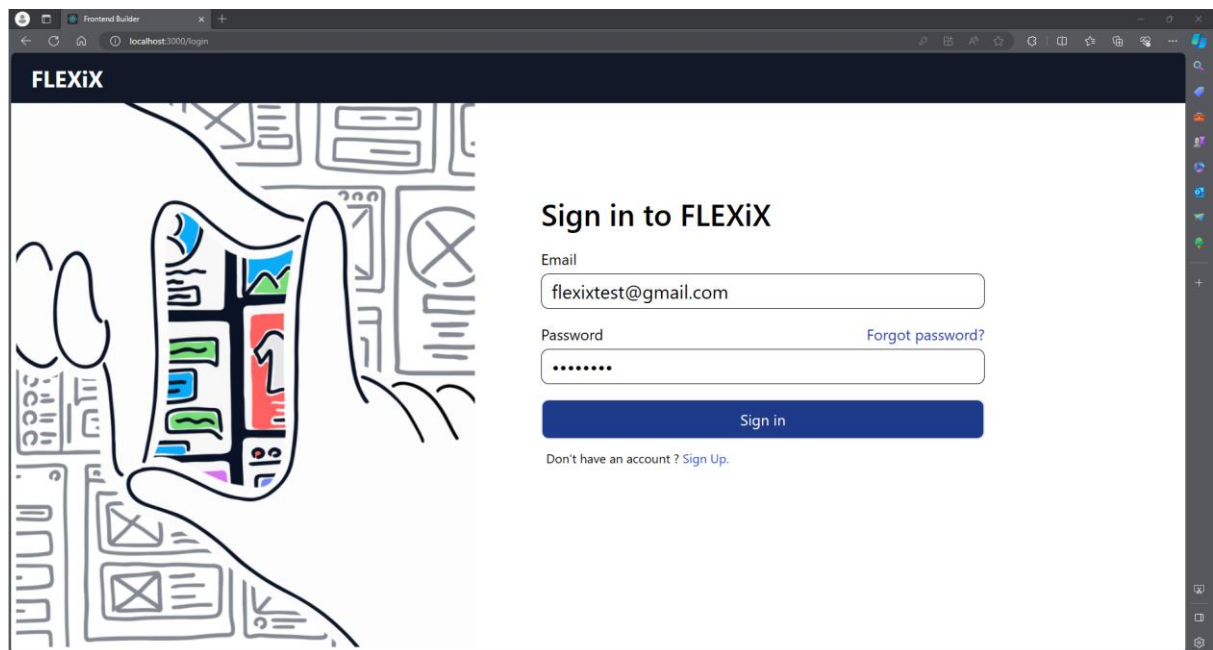 Frontend Builder
localhost:3000/login
FLEXiX
Sign in to FLEXiX
Email
flexixtest@gmail.com
Password Forgot password?
••••••••
Sign in
Don't have an account ? Sign Up.